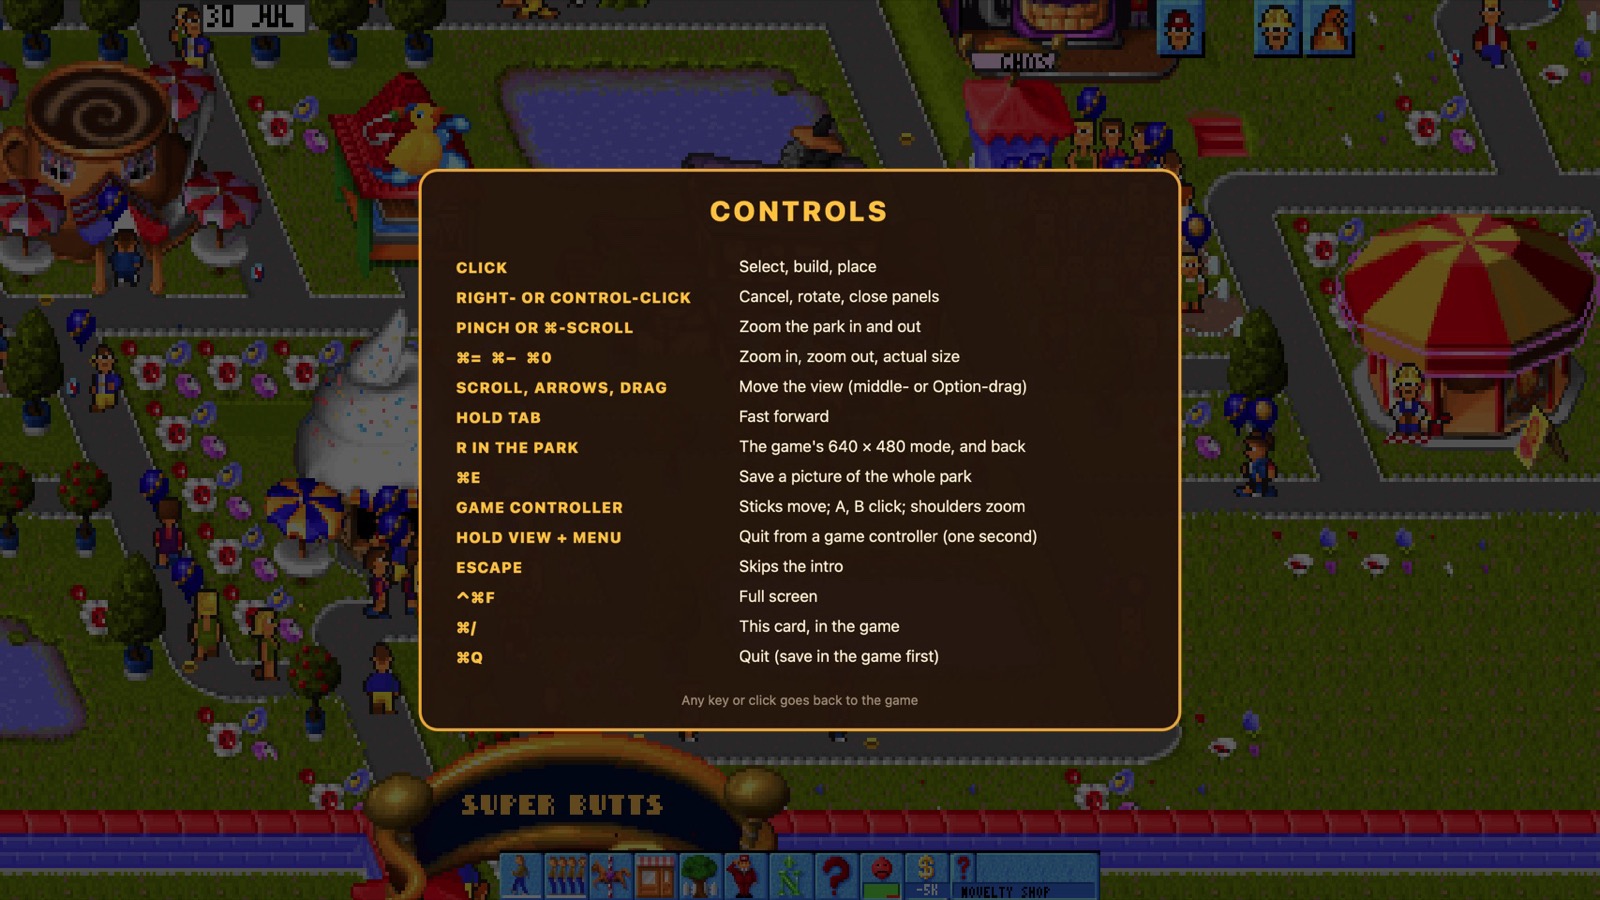 30 JUL
CONTROLS
CLICK Select, build, place
RIGHT- OR CONTROL-CLICK Cancel, rotate, close panels
PINCH OR ⌘-SCROLL Zoom the park in and out
⌘= ⌘− ⌘0 Zoom in, zoom out, actual size
SCROLL, ARROWS, DRAG Move the view (middle- or Option-drag)
HOLD TAB Fast forward
R IN THE PARK The game's 640 × 480 mode, and back
⌘E Save a picture of the whole park
GAME CONTROLLER Sticks move; A, B click; shoulders zoom
HOLD VIEW + MENU Quit from a game controller (one second)
ESCAPE Skips the intro
^⌘F Full screen
⌘/ This card, in the game
⌘Q Quit (save in the game first)
Any key or click goes back to the game
SUPER BUTTS
N ? $ ?
-5K NOVELTY SHOP